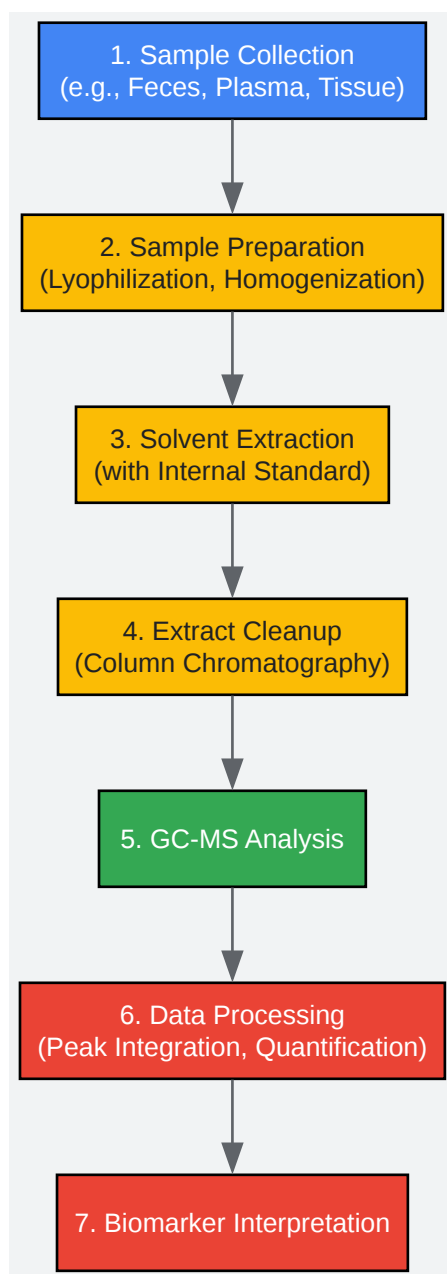 1. Sample Collection
(e.g., Feces, Plasma, Tissue)
2. Sample Preparation
(Lyophilization, Homogenization)
3. Solvent Extraction
(with Internal Standard)
4. Extract Cleanup
(Column Chromatography)
5. GC-MS Analysis
6. Data Processing
(Peak Integration, Quantification)
7. Biomarker Interpretation